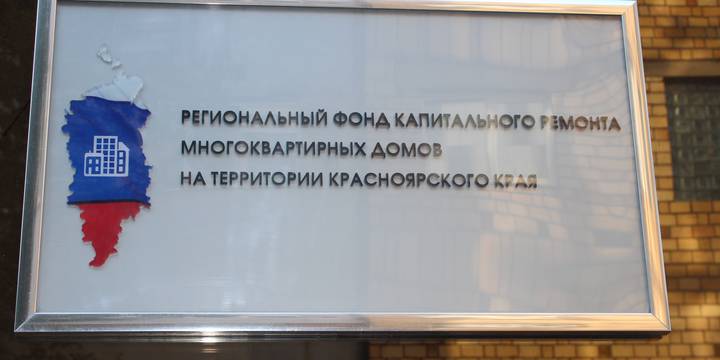 РЕГИОНАЛЬНЫЙ ФОНД КАПИТАЛЬНОГО РЕМОНТА
МНОГОКВАРТИРНЫХ ДОМОВ
НА ТЕРРИТОРИИ КРАСНОЯРСКОГО КРАЯ